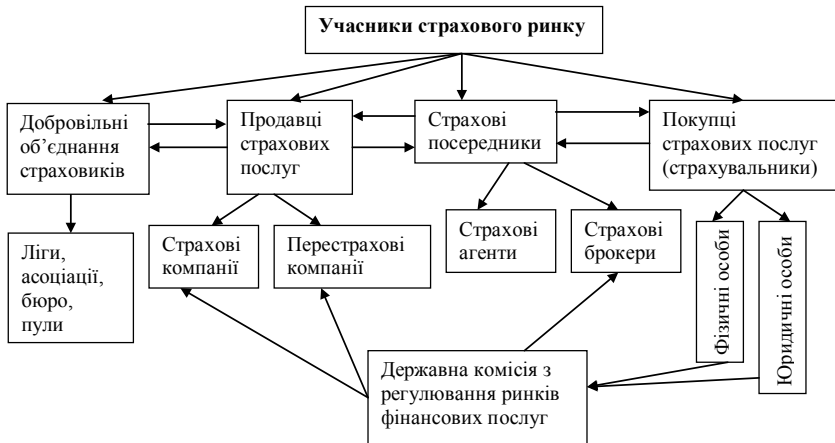 Учасники страхового ринку
Добровільні
об’єднання
страховиків
Продавці
страхових
послуг
Страхові
посередники
Покупці
страхових послуг
(страхувальники)
Ліги,
асоціації,
бюро,
пули
Страхові
компанії
Перестрахові
компанії
Страхові
агенти
Страхові
брокери
Фізичні особи
Юридичні особи
Державна комісія з
регулювання ринків
фінансових послуг